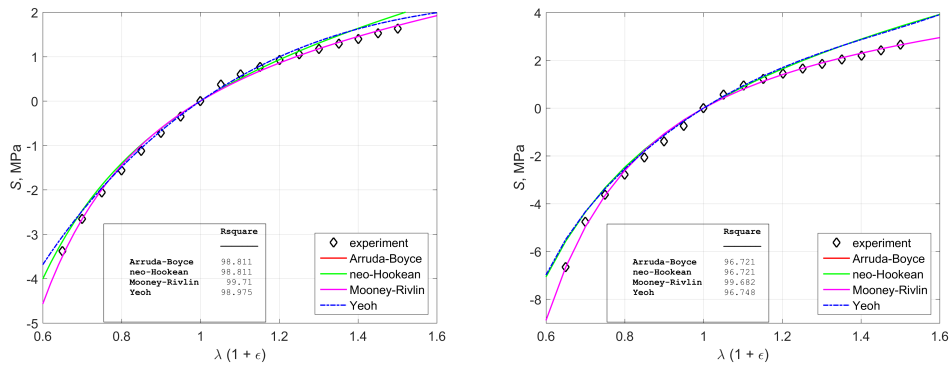 2
1
0
-1
-2
-3
-4
-5
S, MPa
0.6
0.8
1
1.2
1.4
1.6
λ (1 + ϵ)
Rsquare
Arruda-Boyce 98.811
neo-Hookean 98.811
Mooney-Rivlin 99.71
Yeoh 98.975
experiment
Arruda-Boyce
neo-Hookean
Mooney-Rivlin
Yeoh
4
2
0
-2
-4
-6
-8
S, MPa
0.6
0.8
1
1.2
1.4
1.6
λ (1 + ϵ)
Rsquare
Arruda-Boyce 96.721
neo-Hookean 96.721
Mooney-Rivlin 99.682
Yeoh 96.748
experiment
Arruda-Boyce
neo-Hookean
Mooney-Rivlin
Yeoh